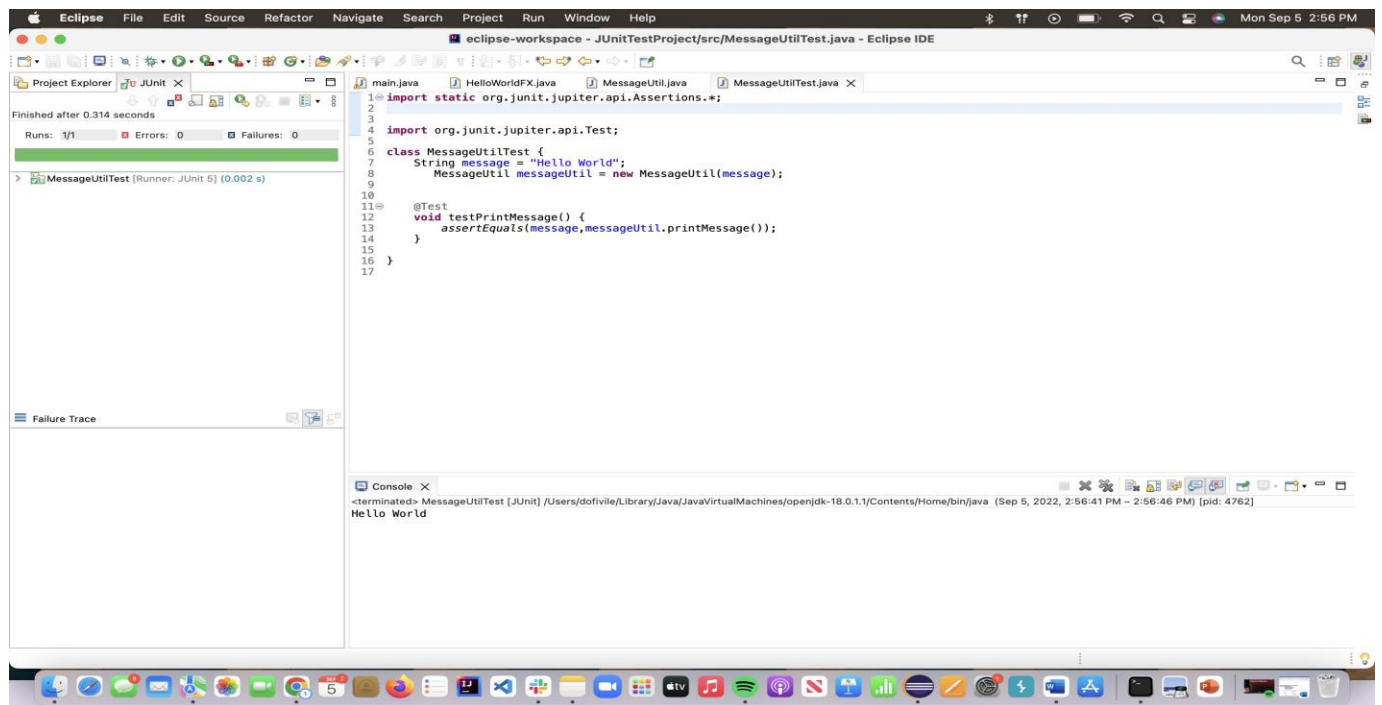 Eclipse File Edit Source Refactor Navigate Search Project Run Window Help Mon Sep 5 2:56 PM
eclipse-workspace - JUnitTestProject/src/MessageUtilTest.java - Eclipse IDE
Project Explorer JUnit
Finished after 0.314 seconds
Runs: 1/1 Errors: 0 Failures: 0
MessageUtilTest [Runner: JUnit 5] (0.002 s)
Failure Trace
main.java HelloWorldFX.java MessageUtil.java MessageUtilTest.java
1 import static org.junit.jupiter.api.Assertions.*;
2
3
4 import org.junit.jupiter.api.Test;
5
6 class MessageUtilTest {
7 String message = "Hello World";
8 MessageUtil messageUtil = new MessageUtil(message);
9
10
11 @Test
12 void testPrintMessage() {
13 assertEquals(message,messageUtil.printMessage());
14 }
15
16 }
17
Console
<terminated> MessageUtilTest [JUnit] /Users/dofivile/Library/Java/JavaVirtualMachines/openjdk-18.0.1.1/Contents/Home/bin/java (Sep 5, 2022, 2:56:41 PM – 2:56:46 PM) [pid: 4762]
Hello World
5
tv